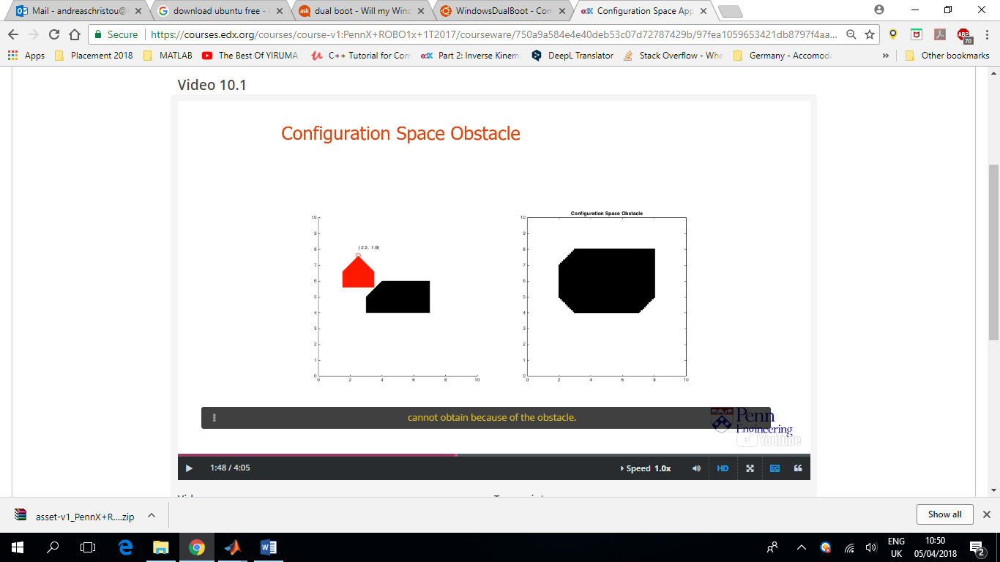 Mail - andreaschristou@
download ubuntu free -
dual boot - Will my Wind
WindowsDualBoot - Com
Configuration Space App
Secure
https://courses.edx.org/courses/course-v1:PennX+ROBO1x+1T2017/courseware/750a9a584e4e40deb53c07d72787429b/97fea1059653421db8797f4aa...
70
Apps
Placement 2018
MATLAB
The Best Of YIRUMA
C++ Tutorial for Com
Part 2: Inverse Kinem
DeepL Translator
Stack Overflow - Whe
Germany - Accomod
»
Other bookmarks
Video 10.1
Configuration Space Obstacle
Configuration Space Obstacle
10
9
8
7
6
5
4
3
2
1
0
0 2 4 6 8 10
(2.5, 7.6)
10
9
8
7
6
5
4
3
2
1
0
0 2 4 6 8 10
cannot obtain because of the obstacle.
Penn
Engineering
YouTube
1:48 / 4:05
Speed 1.0x
HD
asset-v1_PennX+R....zip
Show all
ENG
UK
10:50
05/04/2018
2